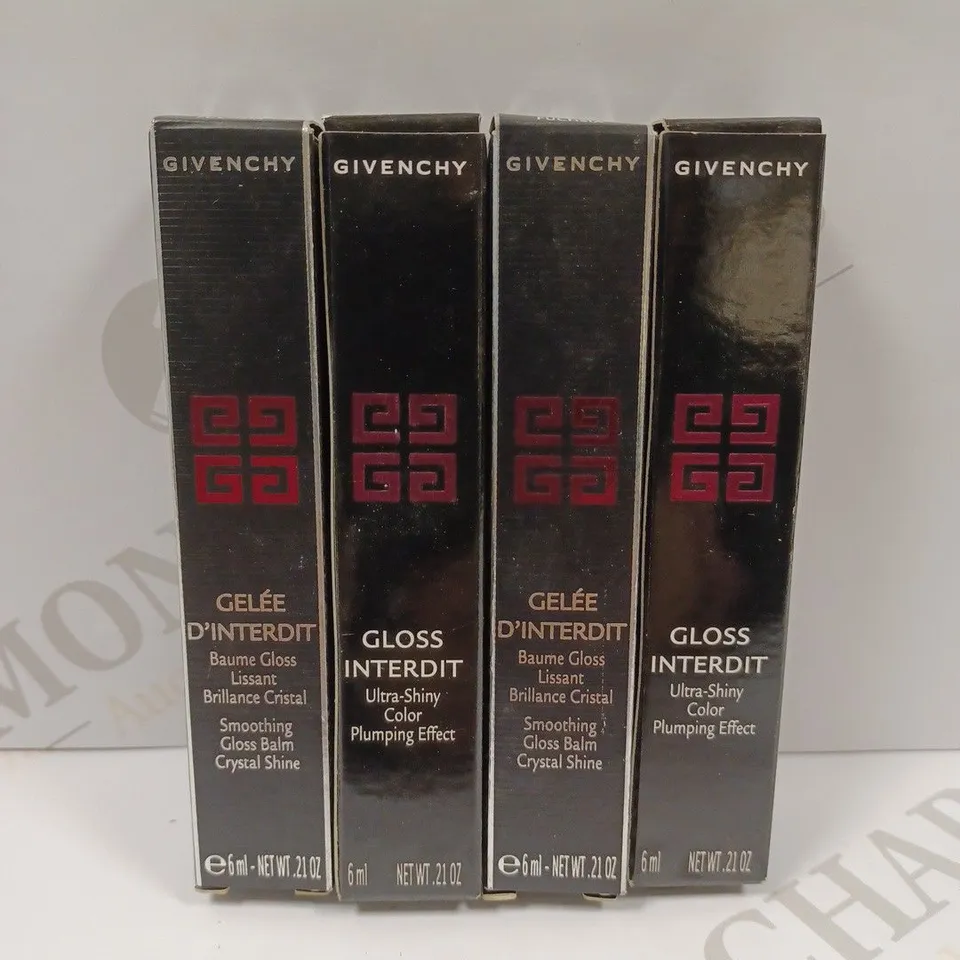 GIVENCHY
GELÉE
D'INTERDIT
Baume Gloss
Lissant
Brillance Cristal
Smoothing
Gloss Balm
Crystal Shine
e 6 ml - NET WT .21 OZ
GIVENCHY
GLOSS
INTERDIT
Ultra-Shiny
Color
Plumping Effect
6 ml NET WT .21 OZ
GIVENCHY
GELÉE
D'INTERDIT
Baume Gloss
Lissant
Brillance Cristal
Smoothing
Gloss Balm
Crystal Shine
e 6 ml - NET WT .21 OZ
GIVENCHY
GLOSS
INTERDIT
Ultra-Shiny
Color
Plumping Effect
6 ml NET WT .21 OZ